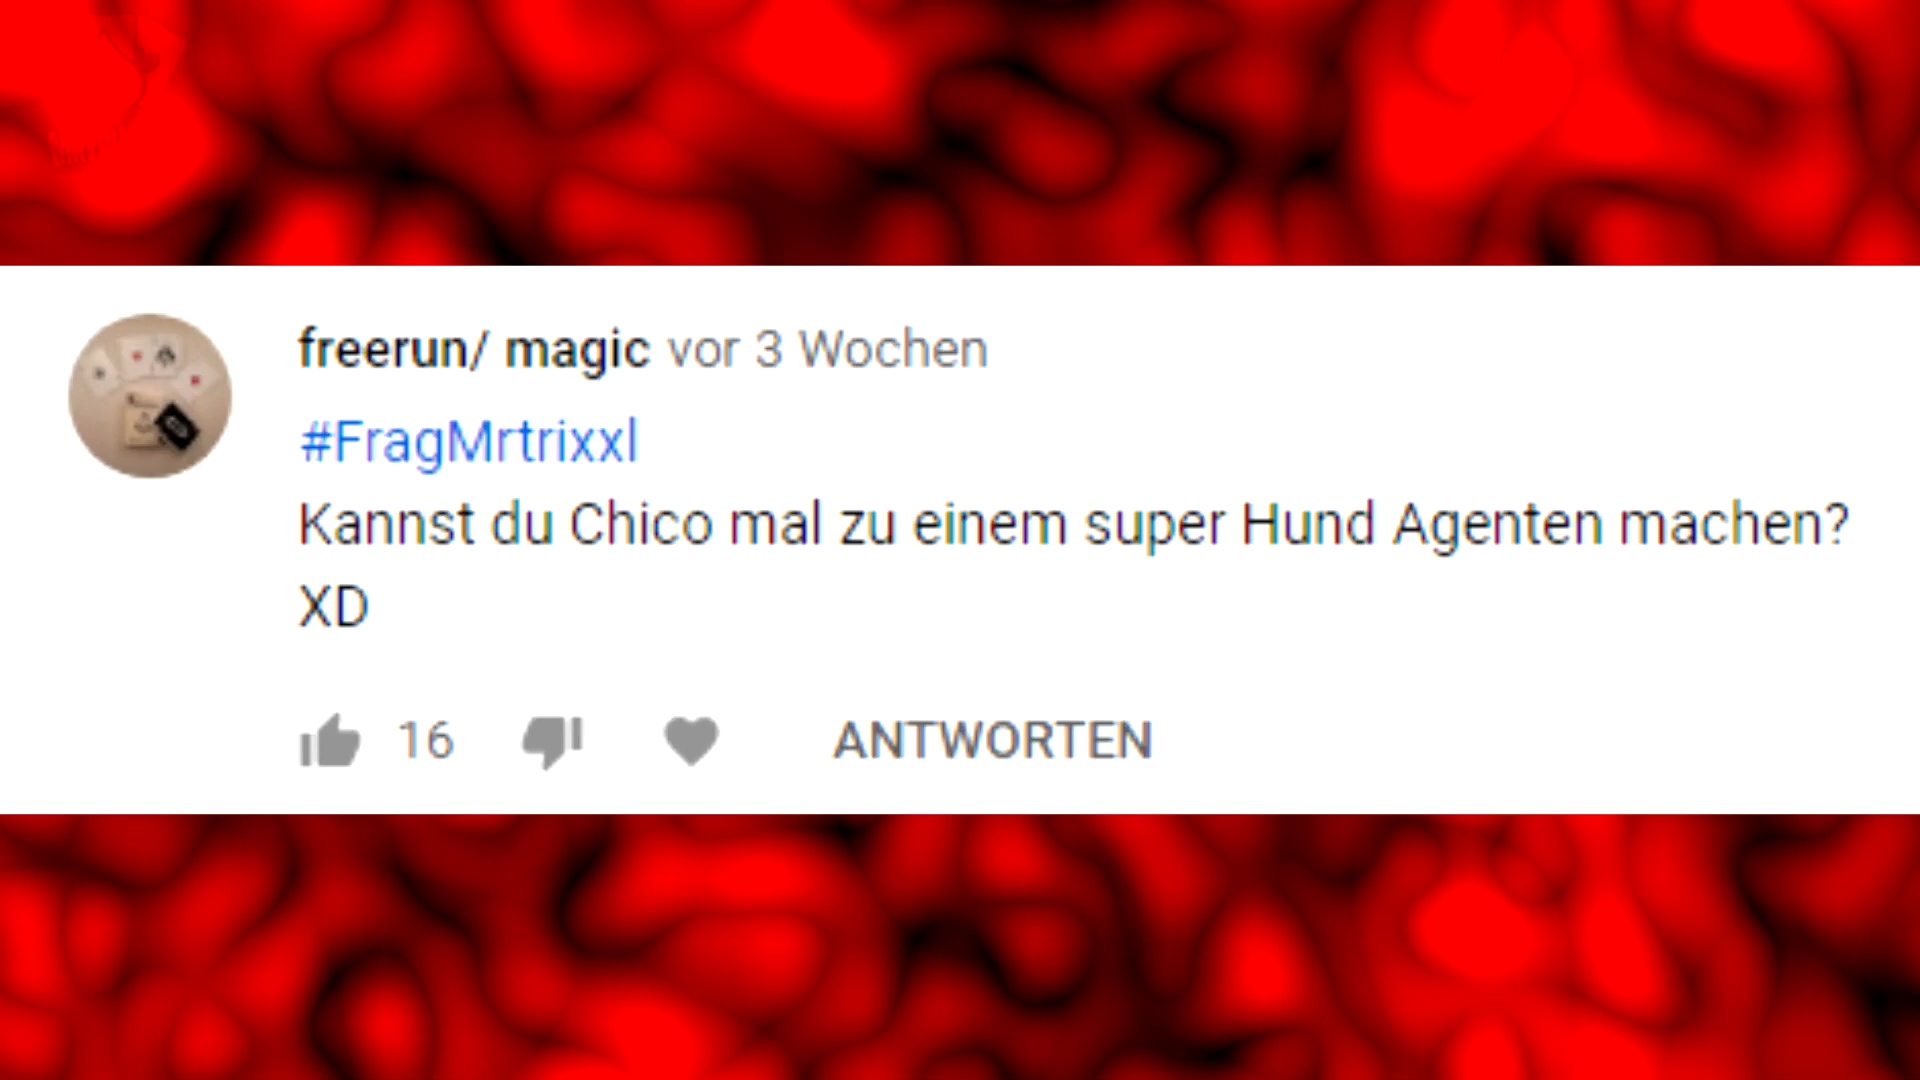 freerun/ magic vor 3 Wochen
#FragMrtrixxl
Kannst du Chico mal zu einem super Hund Agenten machen?
XD
16 ANTWORTEN